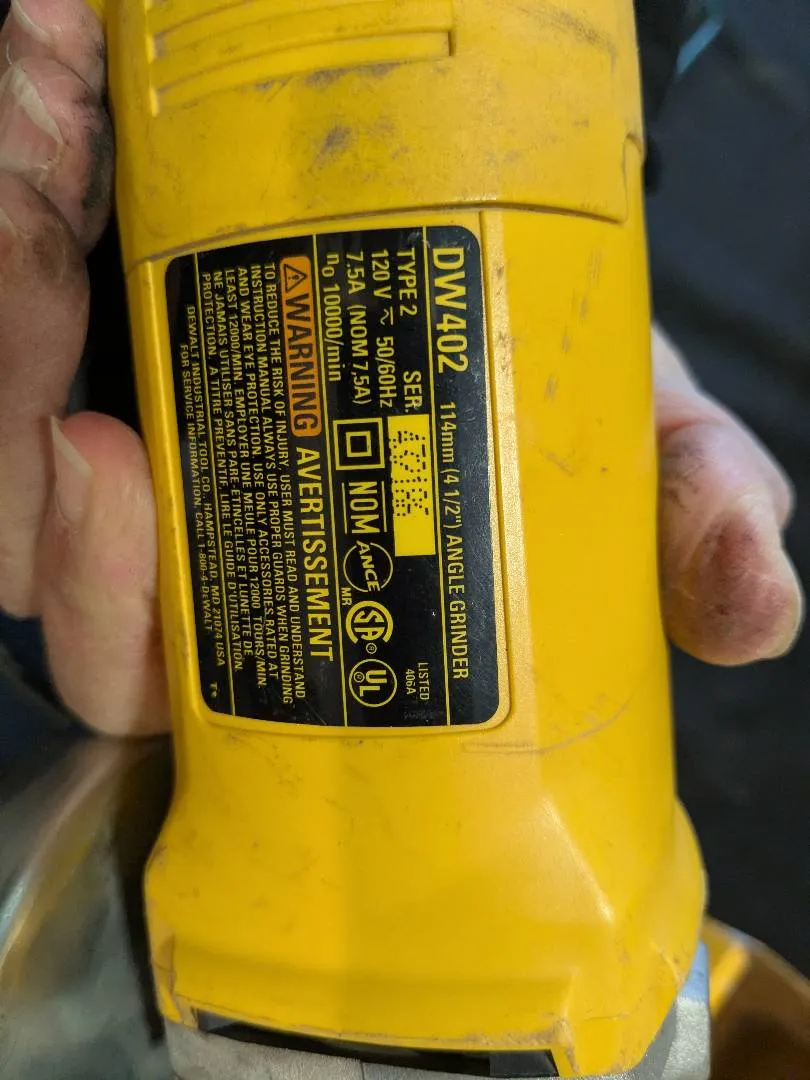 DW402 114mm (4 1/2") ANGLE GRINDER
TYPE 2 SER.
LISTED
406A
120 V 50/60Hz
7.5A (NOM 7.5A)
n0 10000/min
NOM
ANCE
MR
SA
®
UL
®
WARNING AVERTISSEMENT
TO REDUCE THE RISK OF INJURY, USER MUST READ AND UNDERSTAND
INSTRUCTION MANUAL. ALWAYS USE PROPER GUARDS WHEN GRINDING
AND WEAR EYE PROTECTION. USE ONLY ACCESSORIES RATED AT
LEAST 12000/MIN. EMPLOYER UNE MEULE POUR 12000 TOURS/MIN.
NE JAMAIS UTILISER SANS PARE-ETINCELLES ET LUNETTE DE
PROTECTION. A TITRE PREVENTIF, LIRE LE GUIDE D'UTILISATION.
DEWALT INDUSTRIAL TOOL CO., HAMPSTEAD, MD 21074 USA
FOR SERVICE INFORMATION, CALL 1-800-4-DEWALT.